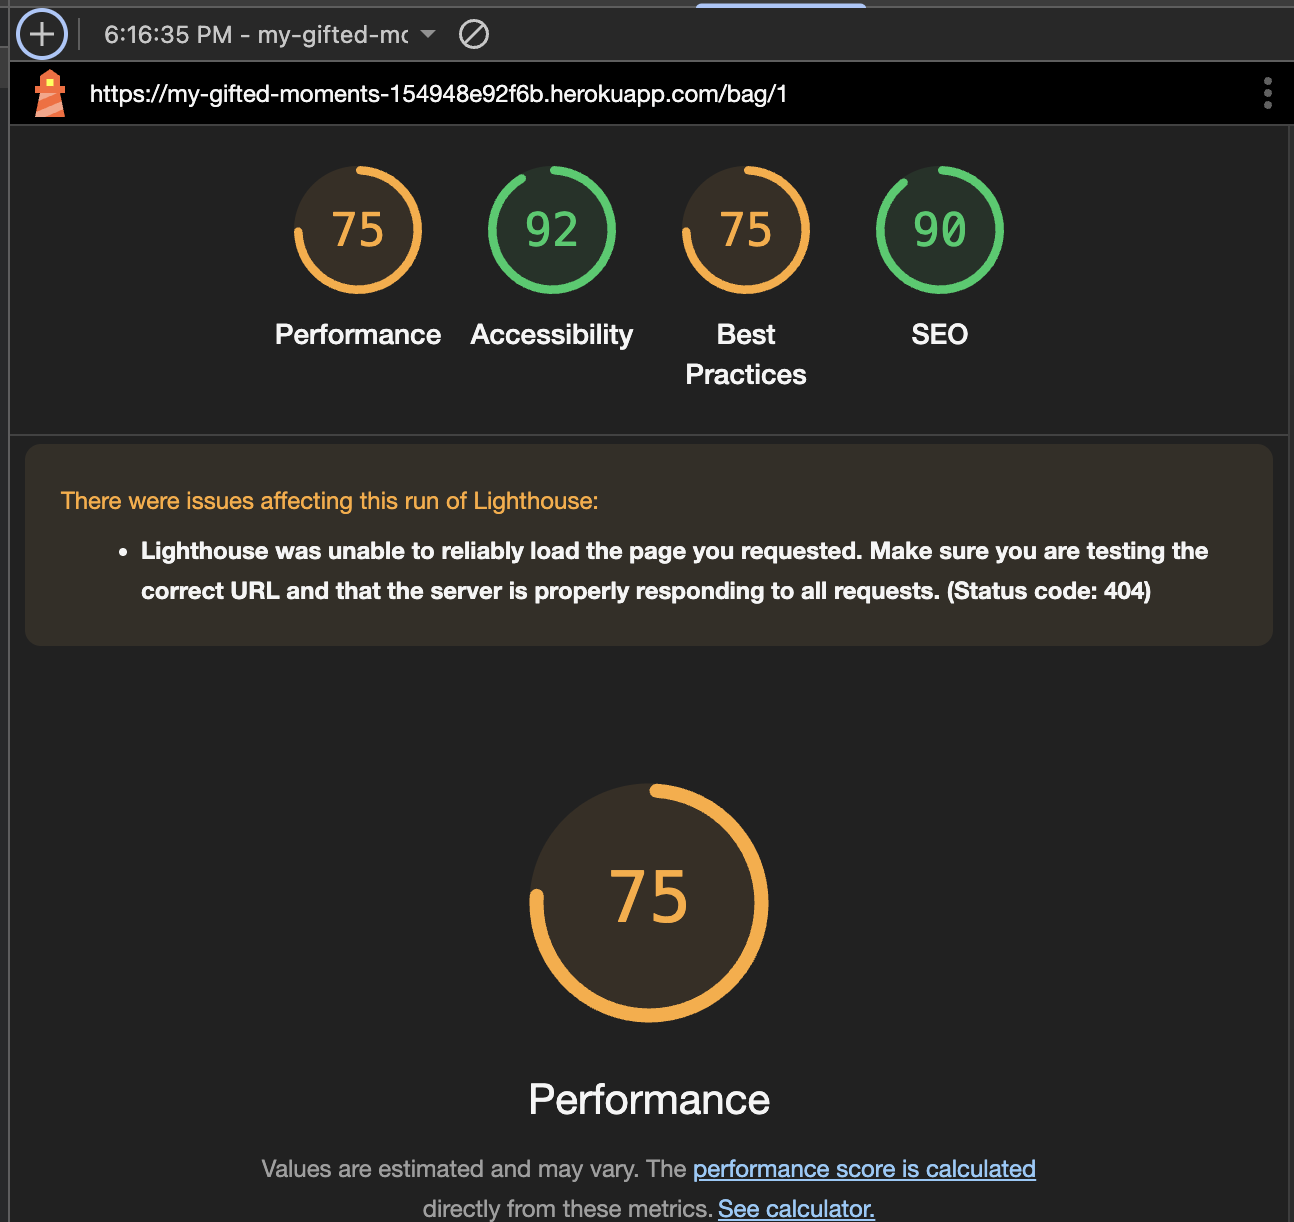 6:16:35 PM - my-gifted-mo
https://my-gifted-moments-154948e92f6b.herokuapp.com/bag/1
75
92
75
90
Performance
Accessibility
Best
Practices
SEO
There were issues affecting this run of Lighthouse:
• Lighthouse was unable to reliably load the page you requested. Make sure you are testing the
correct URL and that the server is properly responding to all requests. (Status code: 404)
75
Performance
Values are estimated and may vary. The performance score is calculated
directly from these metrics. See calculator.